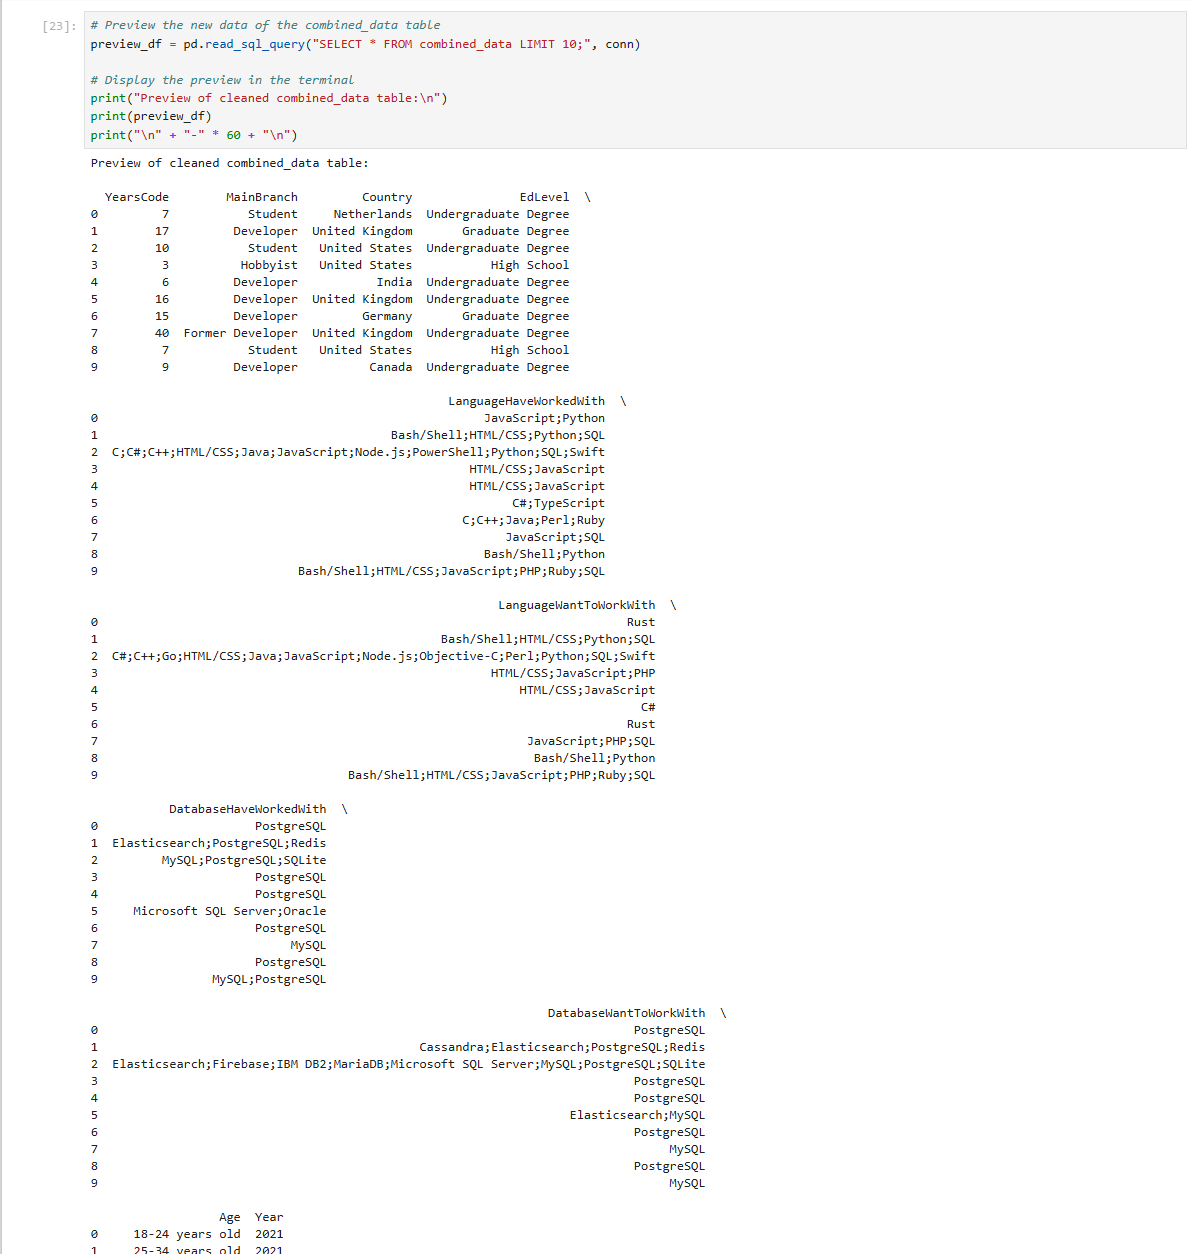 [23]: # Preview the new data of the combined_data table
preview_df = pd.read_sql_query("SELECT * FROM combined_data LIMIT 10;", conn)
# Display the preview in the terminal
print("Preview of cleaned combined_data table:\n")
print(preview_df)
print("\n" + "-" * 60 + "\n")
Preview of cleaned combined_data table:
YearsCode MainBranch Country EdLevel \
0 7 Student Netherlands Undergraduate Degree
1 17 Developer United Kingdom Graduate Degree
2 10 Student United States Undergraduate Degree
3 3 Hobbyist United States High School
4 6 Developer India Undergraduate Degree
5 16 Developer United Kingdom Undergraduate Degree
6 15 Developer Germany Graduate Degree
7 40 Former Developer United Kingdom Undergraduate Degree
8 7 Student United States High School
9 9 Developer Canada Undergraduate Degree
LanguageHaveWorkedWith \
0 JavaScript;Python
1 Bash/Shell;HTML/CSS;Python;SQL
2 C;C#;C++;HTML/CSS;Java;JavaScript;Node.js;PowerShell;Python;SQL;Swift
3 HTML/CSS;JavaScript
4 HTML/CSS;JavaScript
5 C#;TypeScript
6 C;C++;Java;Perl;Ruby
7 JavaScript;SQL
8 Bash/Shell;Python
9 Bash/Shell;HTML/CSS;JavaScript;PHP;Ruby;SQL
LanguageWantToWorkWith \
0 Rust
1 Bash/Shell;HTML/CSS;Python;SQL
2 C#;C++;Go;HTML/CSS;Java;JavaScript;Node.js;Objective-C;Perl;Python;SQL;Swift
3 HTML/CSS;JavaScript;PHP
4 HTML/CSS;JavaScript
5 C#
6 Rust
7 JavaScript;PHP;SQL
8 Bash/Shell;Python
9 Bash/Shell;HTML/CSS;JavaScript;PHP;Ruby;SQL
DatabaseHaveWorkedWith \
0 PostgreSQL
1 Elasticsearch;PostgreSQL;Redis
2 MySQL;PostgreSQL;SQLite
3 PostgreSQL
4 PostgreSQL
5 Microsoft SQL Server;Oracle
6 PostgreSQL
7 MySQL
8 PostgreSQL
9 MySQL;PostgreSQL
DatabaseWantToWorkWith \
0 PostgreSQL
1 Cassandra;Elasticsearch;PostgreSQL;Redis
2 Elasticsearch;Firebase;IBM DB2;MariaDB;Microsoft SQL Server;MySQL;PostgreSQL;SQLite
3 PostgreSQL
4 PostgreSQL
5 Elasticsearch;MySQL
6 PostgreSQL
7 MySQL
8 PostgreSQL
9 MySQL
Age Year
0 18-24 years old 2021
1 25-34 years old 2021